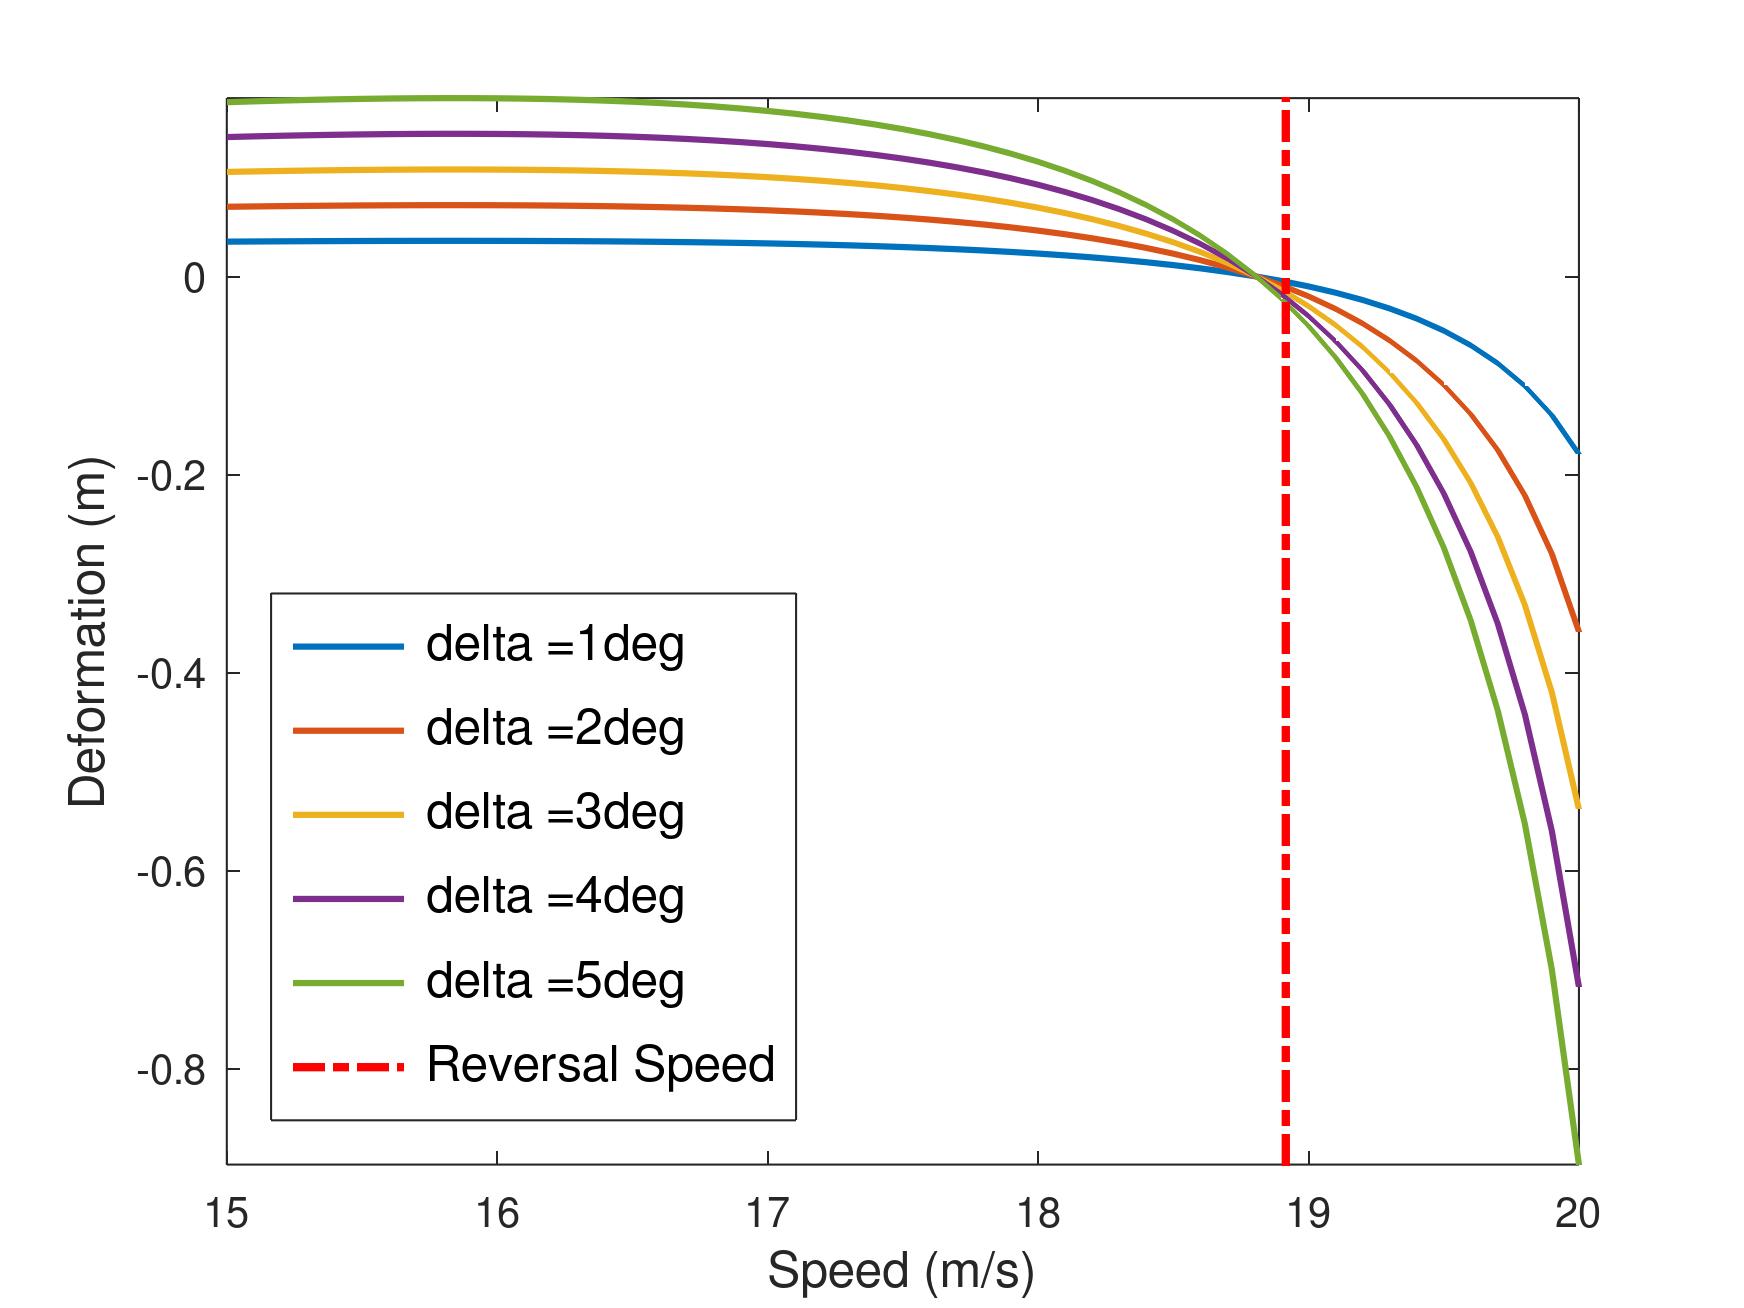 0
-0.2
-0.4
-0.6
-0.8
Deformation (m)
delta =1deg
delta =2deg
delta =3deg
delta =4deg
delta =5deg
Reversal Speed
15 16 17 18 19 20
Speed (m/s)